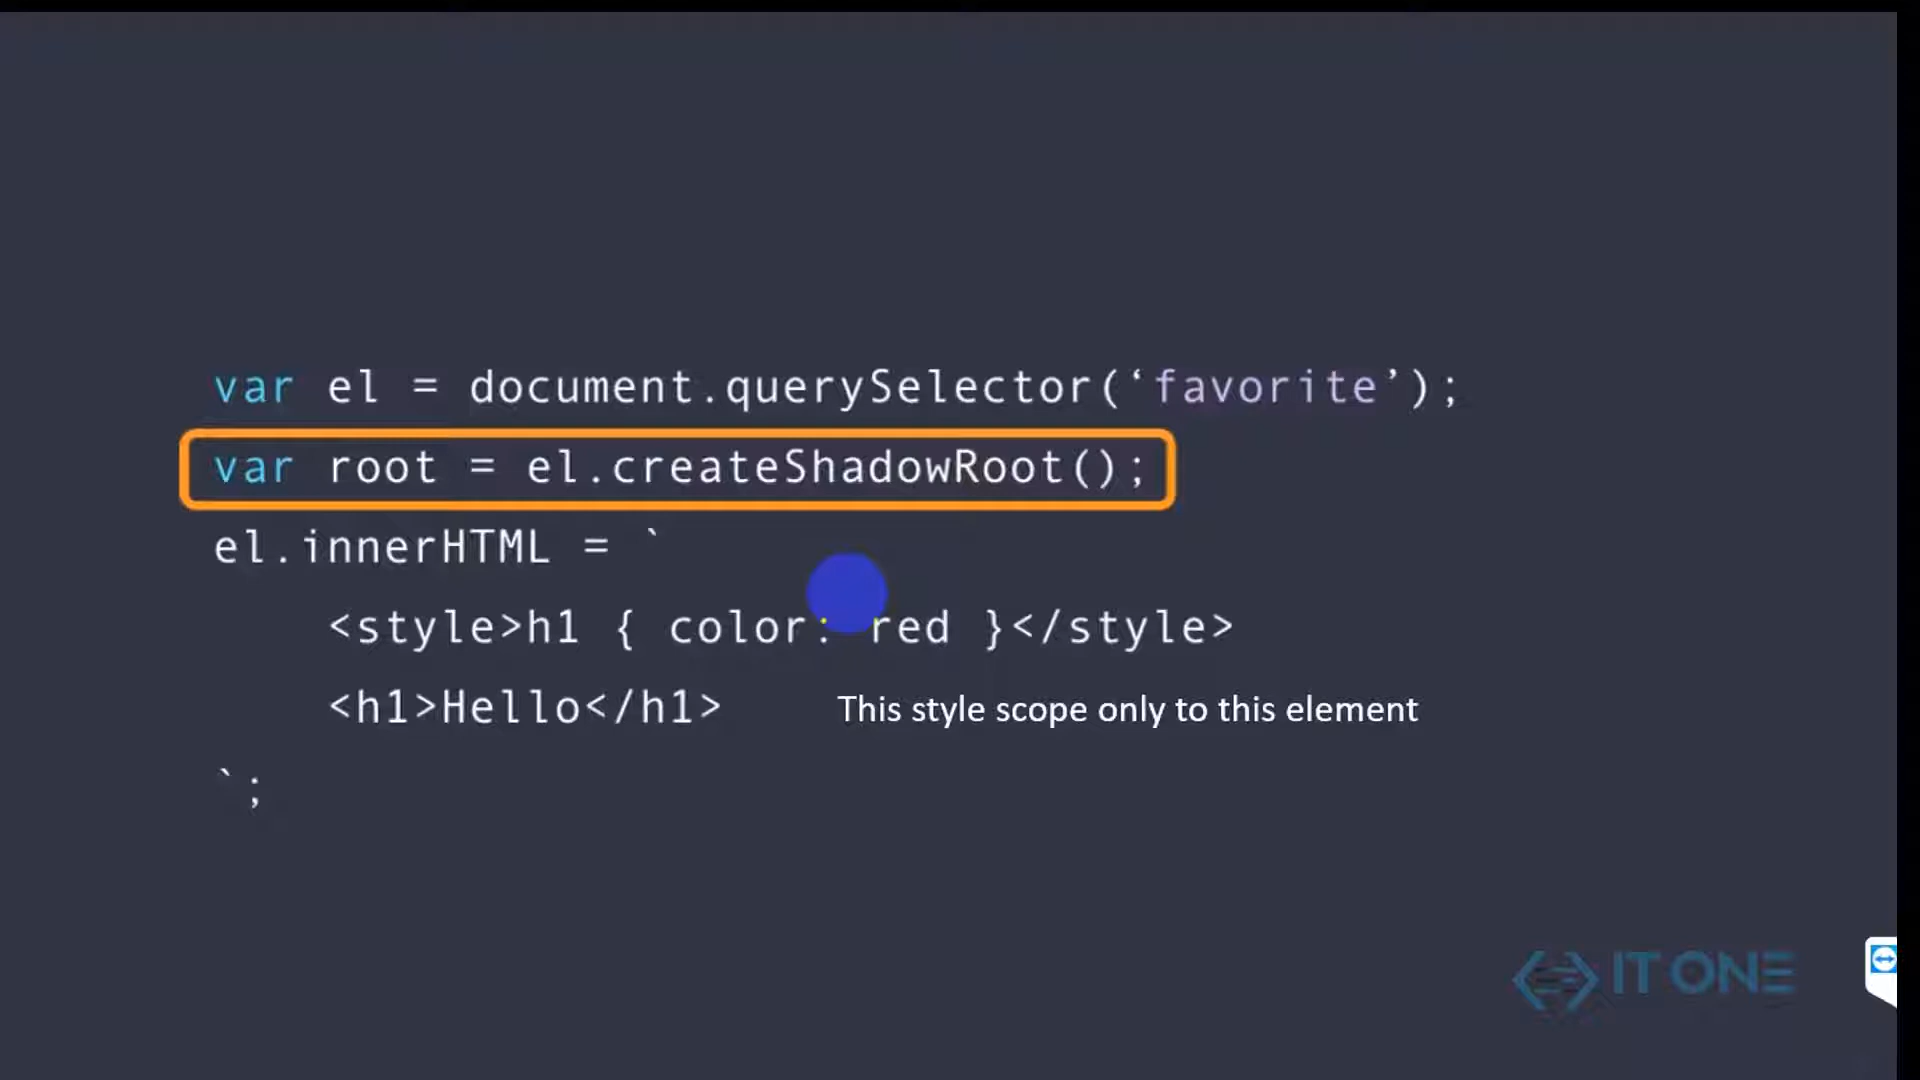 var el = document.querySelector(‘favorite’);
var root = el.createShadowRoot();
el.innerHTML = `
<style>h1 { color: red }</style>
<h1>Hello</h1> This style scope only to this element
`;
IT ONE